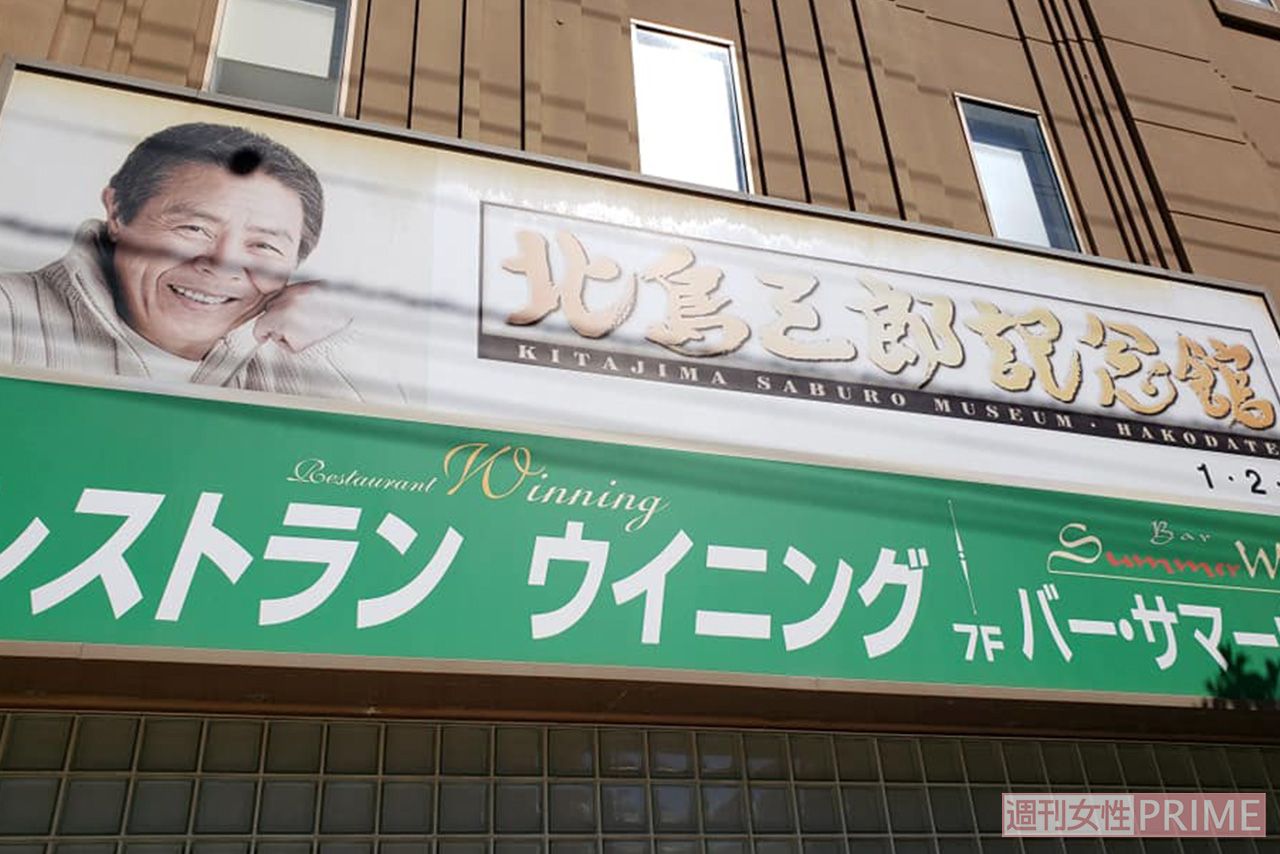 北島三郎記念館
KITAJIMA SABURO MUSEUM・HAKODATE
1・2・
Restaurant Winning
レストラン ウイニング
Bar
Summer W
7F バー・サマー
週刊女性PRIME